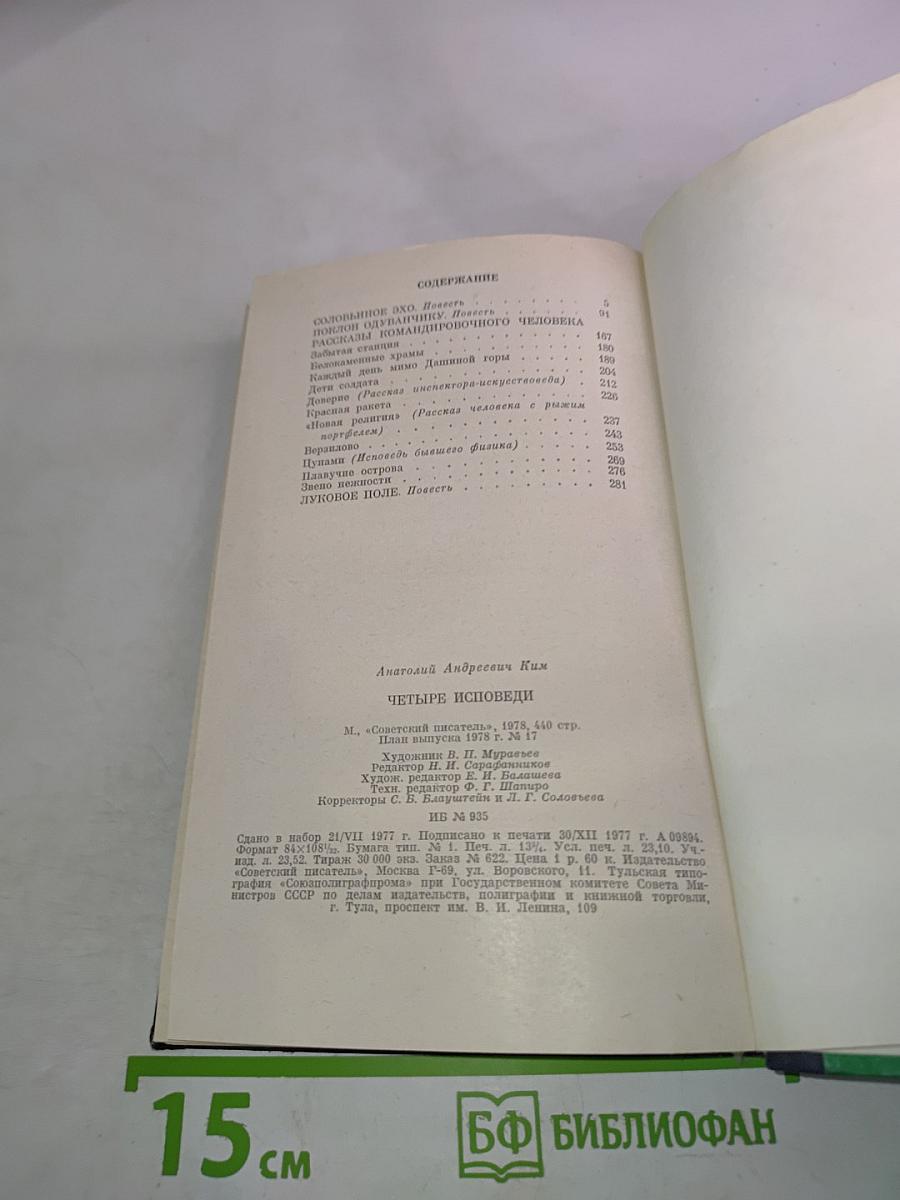 СОДЕРЖАНИЕ
СОЛОВЬИНОЕ ЭХО. Повесть . . . . . . . 5
ПОКЛОН ОДУВАНЧИКУ. Повесть . . . . . . 91
РАССКАЗЫ КОМАНДИРОВОЧНОГО ЧЕЛОВЕКА
Забытая станция . . . . . . . . . . . 167
Белокаменные храмы . . . . . . . . . . 180
Каждый день мимо Дашиной горы . . . . . 189
Дети солдата . . . . . . . . . . . . 204
Доверие (Рассказ инспектора-искусствоведа) . 212
Красная ракета . . . . . . . . . . . 226
«Новая религия» (Рассказ человека с рыжим
портфелем) . . . . . . . . . . . 237
Верзилово . . . . . . . . . . . . . 243
Цунами (Исповедь бывшего физика) . . . . 253
Плавучие острова . . . . . . . . . . 269
Звено нежности . . . . . . . . . . . 276
ЛУКОВОЕ ПОЛЕ. Повесть . . . . . . . . 281
Анатолий Андреевич Ким
ЧЕТЫРЕ ИСПОВЕДИ
М., «Советский писатель», 1978, 440 стр.
План выпуска 1978 г. № 17
Художник В. П. Муравьев
Редактор Н. И. Сарафанников
Худож. редактор Е. И. Балашева
Техн. редактор Ф. Г. Шапиро
Корректоры С. Б. Блауштейн и Л. Г. Соловьева
ИБ № 935
Сдано в набор 21/VII 1977 г. Подписано к печати 30/XII 1977 г. А 09894.
Формат 84×108¹/₃₂. Бумага тип. № 1. Печ. л. 13³/₄. Усл. печ. л. 23,10. Уч.-
изд. л. 23,52. Тираж 30 000 экз. Заказ № 622. Цена 1 р. 60 к. Издательство
«Советский писатель», Москва Г-69, ул. Воровского, 11. Тульская типо-
графия «Союзполиграфпрома» при Государственном комитете Совета Ми-
нистров СССР по делам издательств, полиграфии и книжной торговли,
г. Тула, проспект им. В. И. Ленина, 109
15 см
БФ БИБЛИОФАН